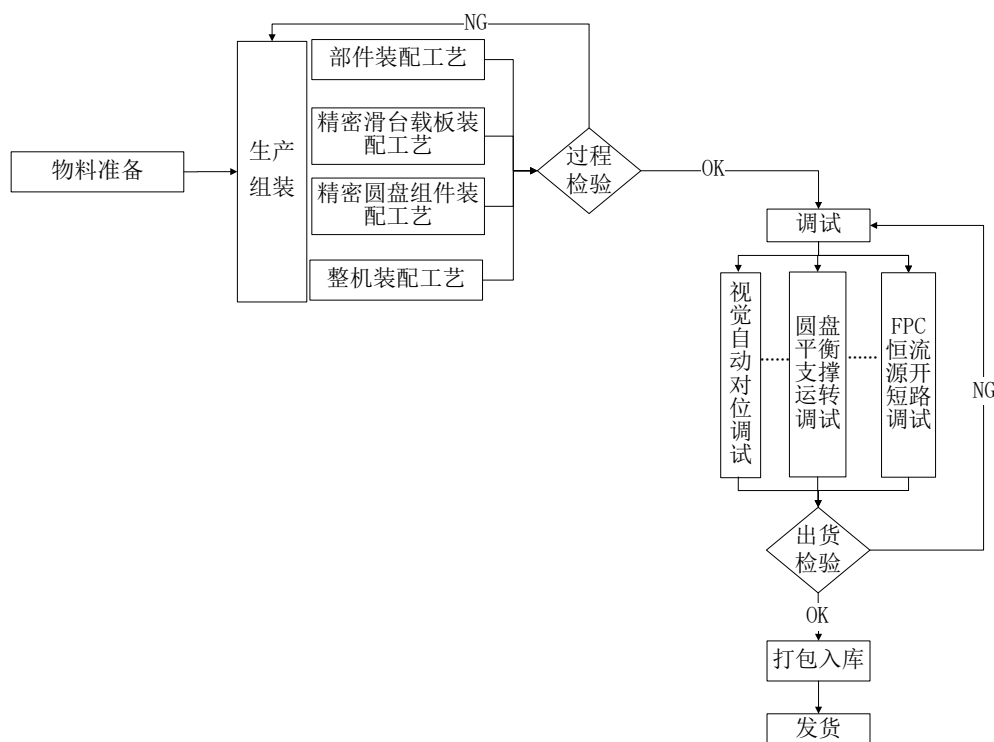 NG
部件装配工艺
精密滑台载板装
配工艺
生产
组装
物料准备
过程
检验
OK
精密圆盘组件装
配工艺
整机装配工艺
调试
视
觉
自
动
对
位
调
试
圆盘
平衡
支撑
运转
调试
FPC
恒流
源开
短路
调试
NG
出货
检验
OK
打包入库
发货